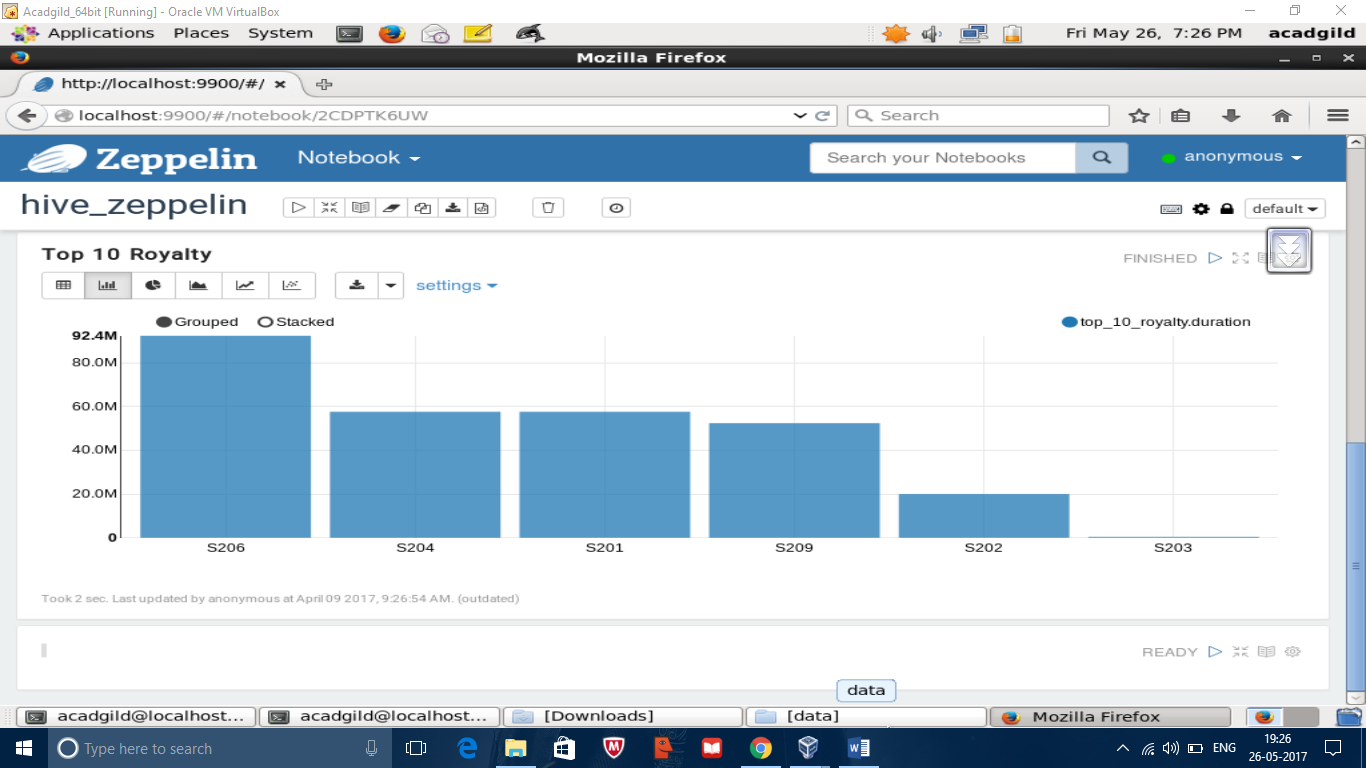 Acadgild_64bit [Running] - Oracle VM VirtualBox
Applications Places System Fri May 26, 7:26 PM acadgild
Mozilla Firefox
http://localhost:9900/#/
localhost:9900/#/notebook/2CDPTK6UW Search
Zeppelin Notebook Search your Notebooks anonymous
hive_zeppelin default
Top 10 Royalty FINISHED
settings
Grouped Stacked top_10_royalty.duration
92.4M
80.0M
60.0M
40.0M
20.0M
0
S206 S204 S201 S209 S202 S203
Took 2 sec. Last updated by anonymous at April 09 2017, 9:26:54 AM. (outdated)
READY
data
acadgild@localhost... acadgild@localhost... [Downloads] [data] Mozilla Firefox
Type here to search ENG 19:26
26-05-2017